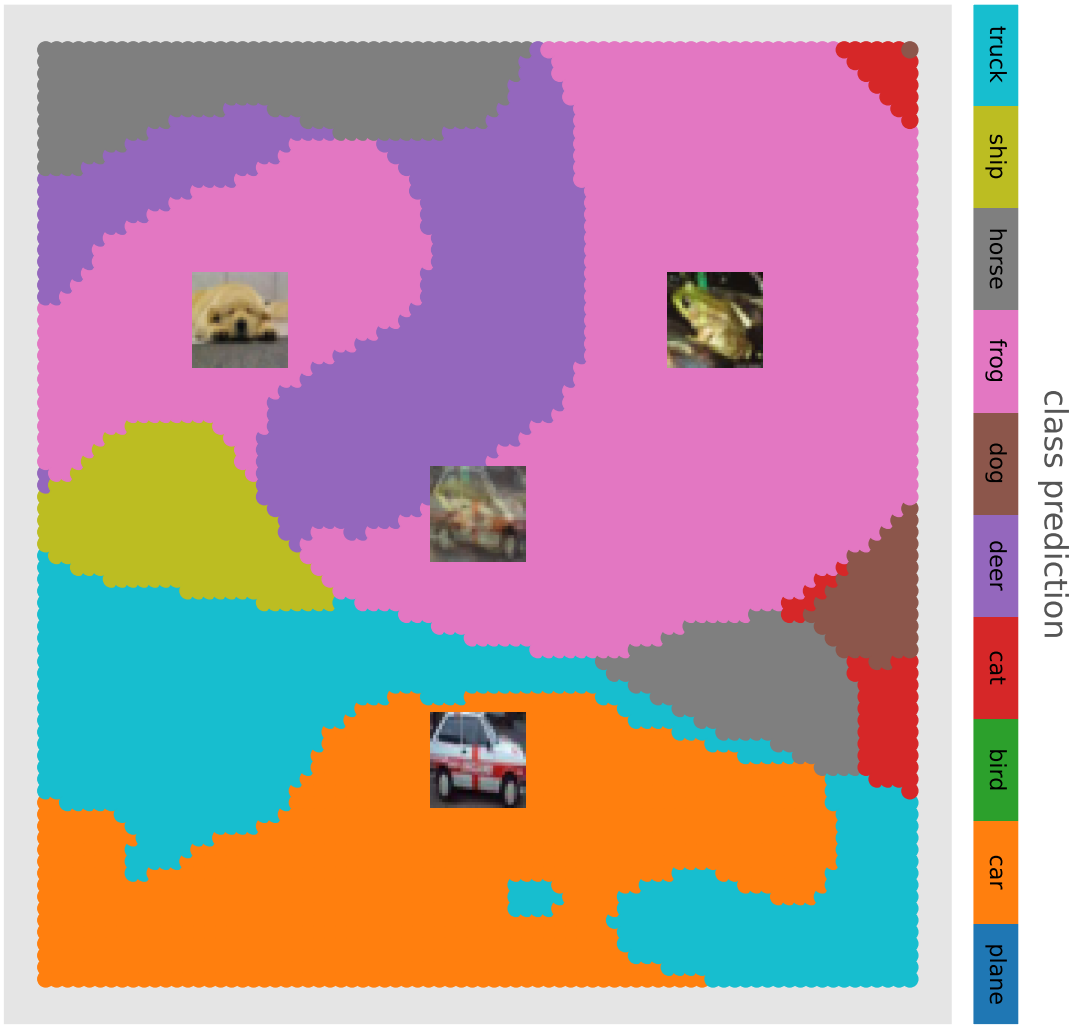 truck
ship
horse
frog
dog
deer
cat
bird
car
plane
class prediction